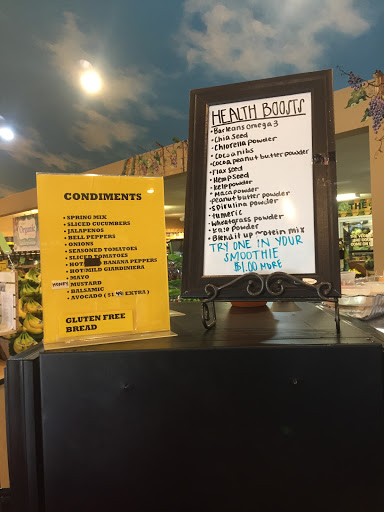 CONDIMENTS
• SPRING MIX
• SLICED CUCUMBERS
• JALAPENOS
• BELL PEPPERS
• ONIONS
• SEASONED TOMATOES
• SLICED TOMATOES
• HOT BANANA PEPPERS
• HOT/MILD GIARDINIERA
• MAYO
• MUSTARD
• BALSAMIC
• AVOCADO ($1 EXTRA)
GLUTEN FREE
BREAD
HEALTH BOOSTS
• Barleans Omega 3
• Chia Seed
• Chlorella Powder
• Cocoa nibs
• Cocoa peanut butter powder
• Flax seed
• Hemp Seed
• Kelp powder
• Maca powder
• Peanut butter powder
• Spirulina powder
• Tumeric
• Wheatgrass powder
• Kale Powder
• Blend it up protein mix
TRY ONE IN YOUR
SMOOTHIE
$1.00 MORE
Organic